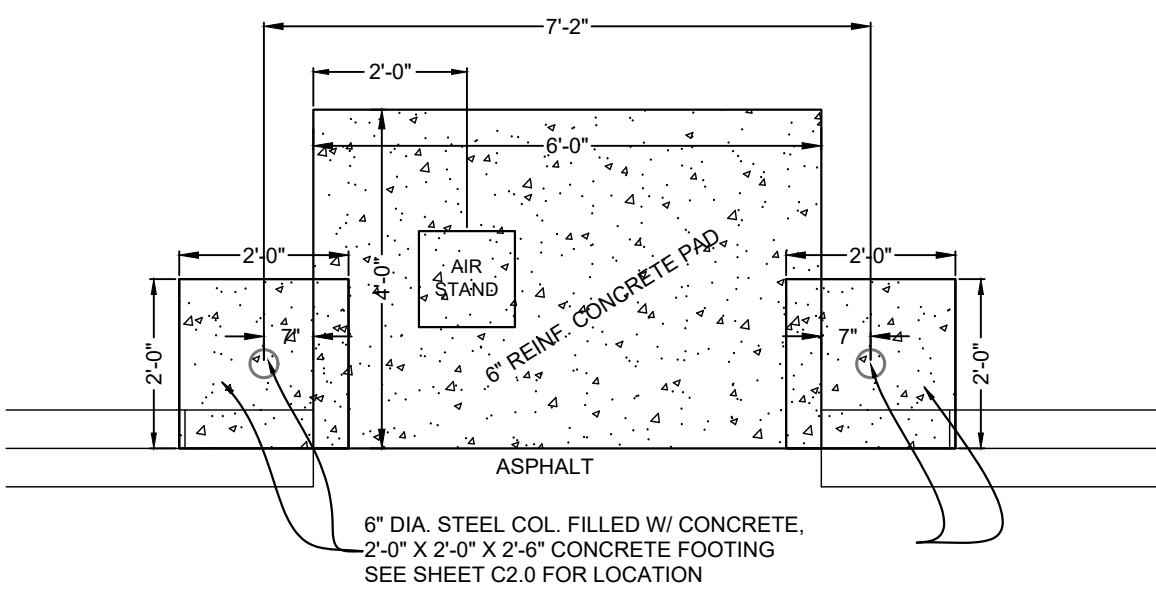 7'-2"
2'-0"
6'-0"
2'-0"
4'-0"
AIR
STAND
2'-0"
6" REINF. CONCRETE PAD
2'-0"
7"
7"
2'-0"
ASPHALT
6" DIA. STEEL COL. FILLED W/ CONCRETE,
2'-0" X 2'-0" X 2'-6" CONCRETE FOOTING
SEE SHEET C2.0 FOR LOCATION